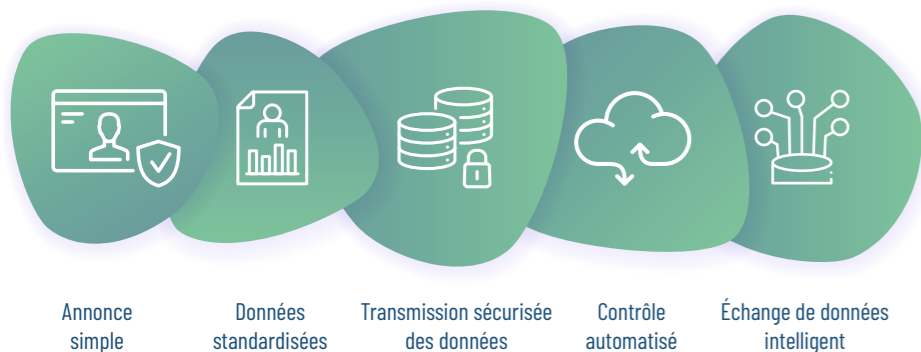 Annonce
simple
Données
standardisées
Transmission sécurisée
des données
Contrôle
automatisé
Échange de données
intelligent